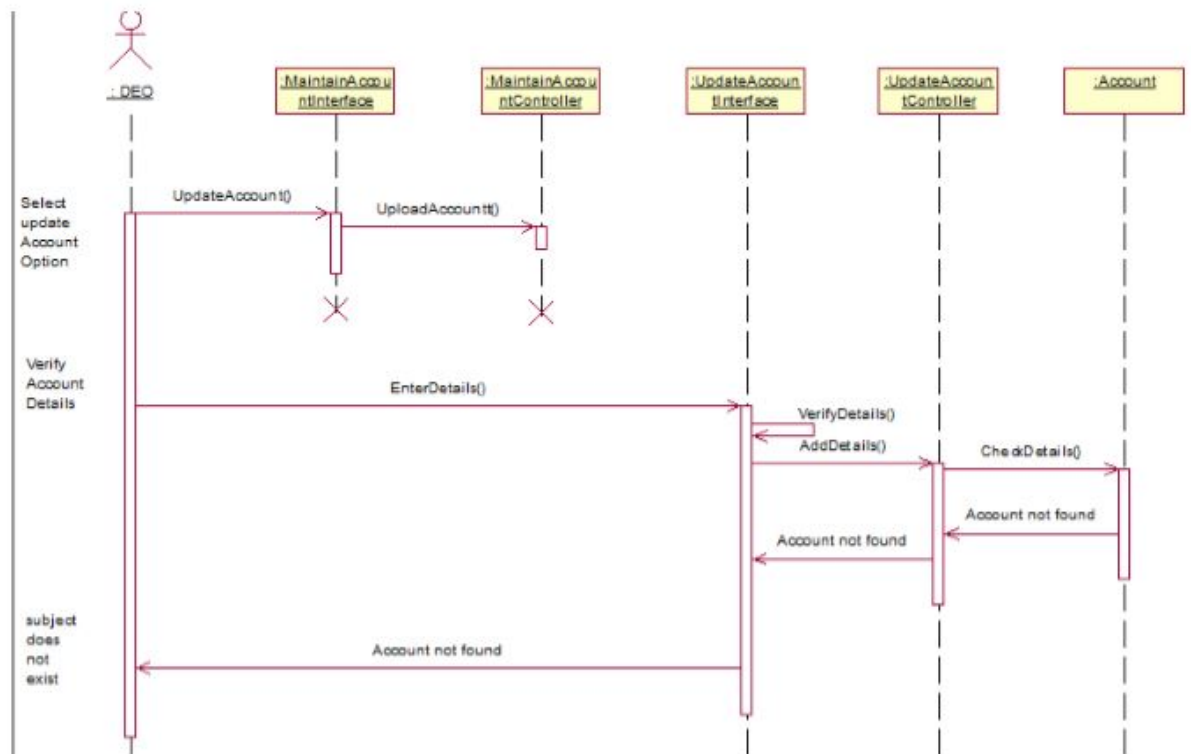 : DEO
:MaintainAccou
ntInterface
:MaintainAccou
ntController
:UpdateAccoun
tInterface
:UpdateAccoun
tController
:Account
Select
update
Account
Option
UpdateAccount()
UploadAccountt()
Verify
Account
Details
EnterDetails()
VerifyDetails()
AddDetails()
CheckDetails()
Account not found
Account not found
subject
does
not
exist
Account not found